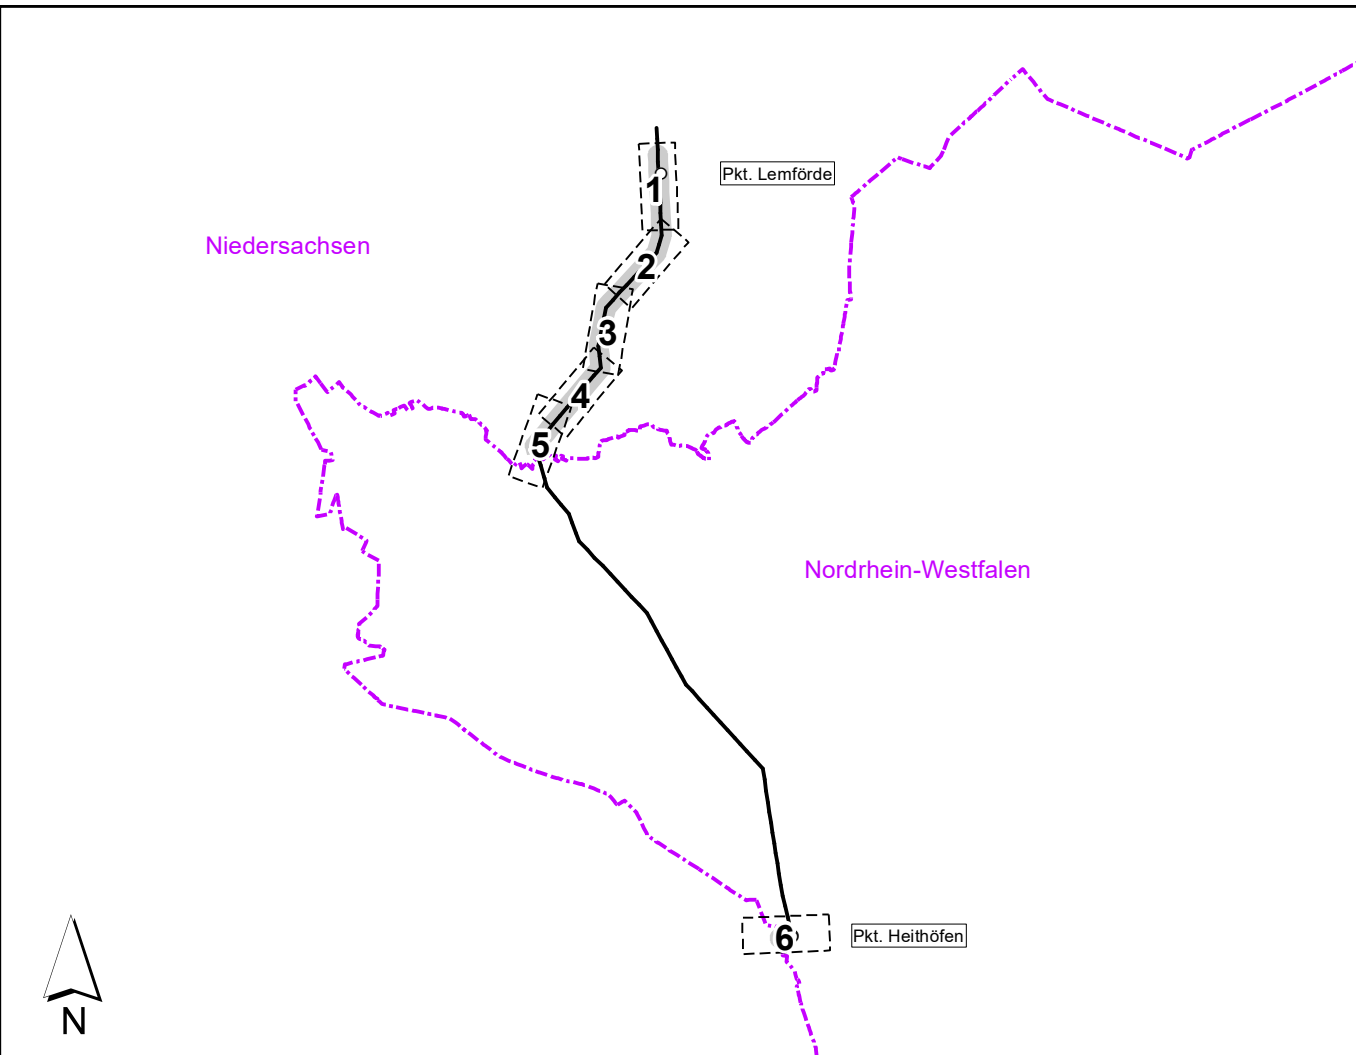 Pkt. Lemförde
1
Niedersachsen
2
3
4
5
Nordrhein-Westfalen
6
Pkt. Heithöfen
N